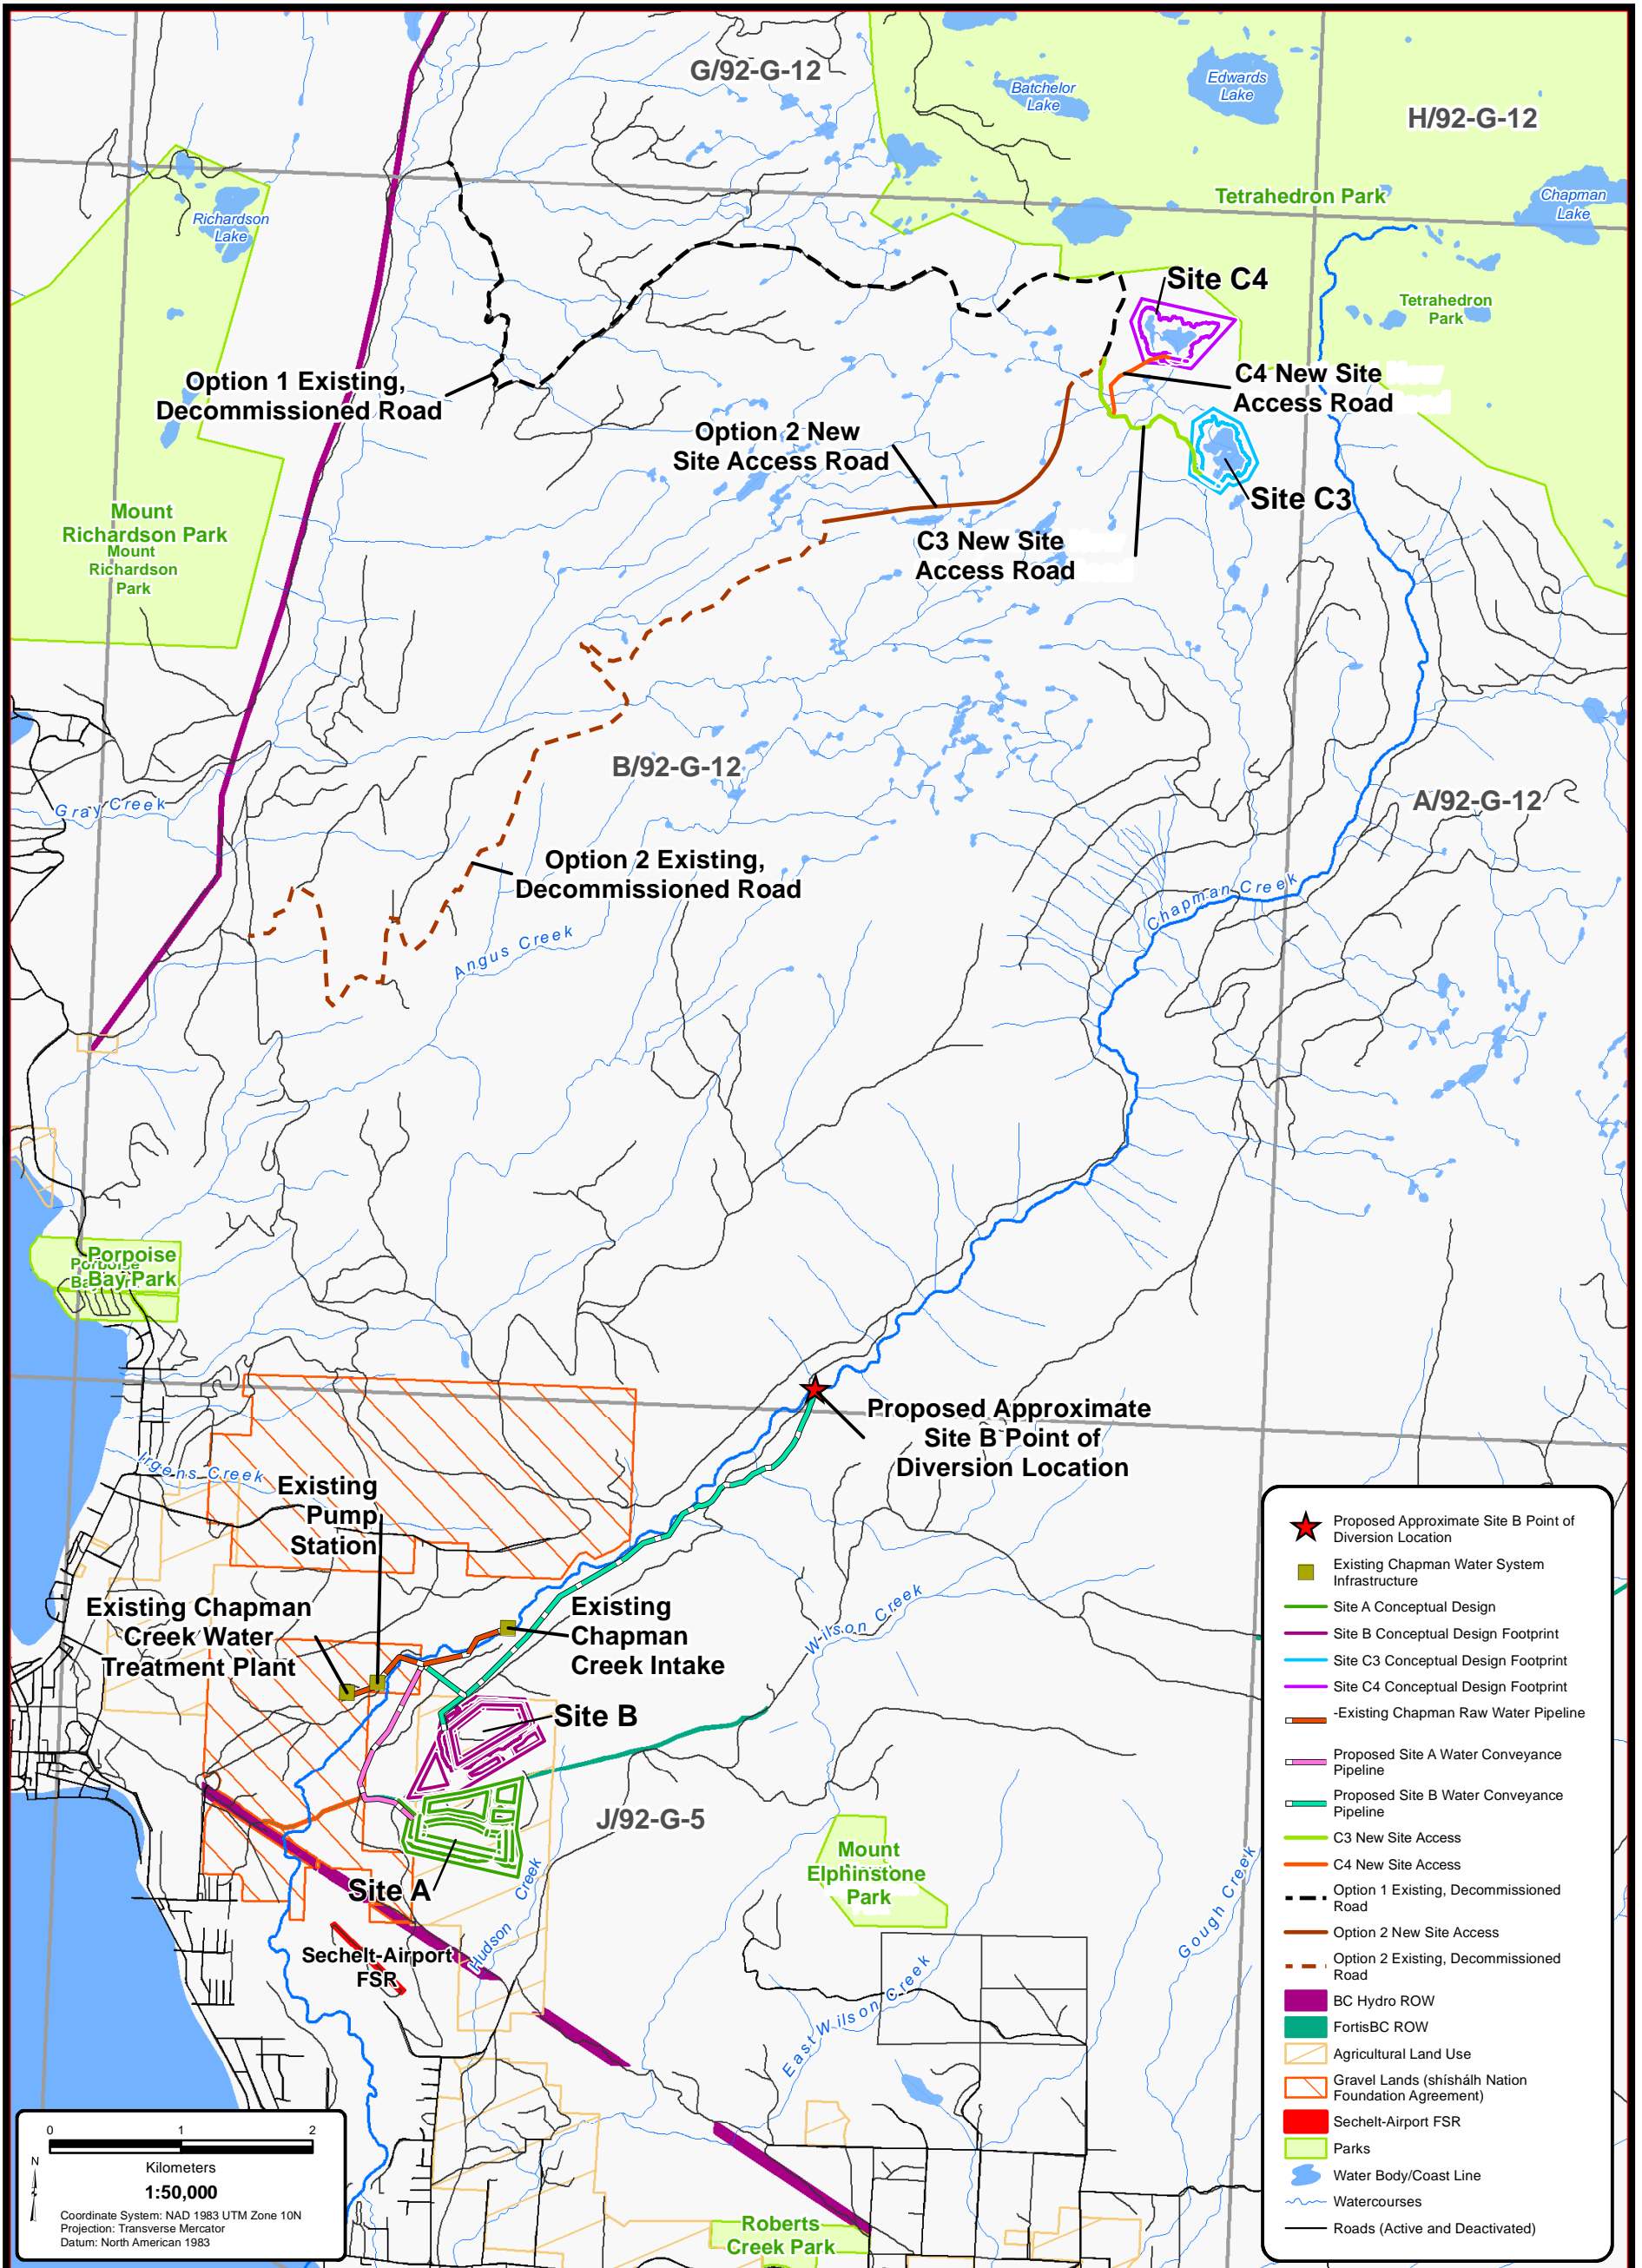 G/92-G-12
Batchelor
Lake
Edwards
Lake
H/92-G-12
Richardson
Lake
Tetrahedron Park
Chapman
Lake
Site C4
Tetrahedron
Park
Option 1 Existing,
Decommissioned Road
C4 New Site
Access Road
Option 2 New
Site Access Road
Site C3
Mount
Richardson Park
Mount
Richardson
Park
C3 New Site
Access Road
B/92-G-12
Gray Creek
A/92-G-12
Option 2 Existing,
Decommissioned Road
Chapman Creek
Angus Creek
Porpoise
Bay Park
Porpoise
Proposed Approximate
Site B Point of
Diversion Location
Irgens Creek
Existing
Pump
Station
Existing Chapman
Creek Water
Treatment Plant
Existing
Chapman
Creek Intake
Wilson Creek
Site B
J/92-G-5
Mount
Elphinstone
Park
Site A
Hudson Creek
Gough Creek
Sechelt-Airport
FSR
East Wilson Creek
Roberts
Creek Park
Proposed Approximate Site B Point of
Diversion Location
Existing Chapman Water System
Infrastructure
Site A Conceptual Design
Site B Conceptual Design Footprint
Site C3 Conceptual Design Footprint
Site C4 Conceptual Design Footprint
-Existing Chapman Raw Water Pipeline
Proposed Site A Water Conveyance
Pipeline
Proposed Site B Water Conveyance
Pipeline
C3 New Site Access
C4 New Site Access
Option 1 Existing, Decommissioned
Road
Option 2 New Site Access
Option 2 Existing, Decommissioned
Road
BC Hydro ROW
FortisBC ROW
Agricultural Land Use
Gravel Lands (shíshálh Nation
Foundation Agreement)
Sechelt-Airport FSR
Parks
Water Body/Coast Line
Watercourses
Roads (Active and Deactivated)
0 1 2
Kilometers
N
1:50,000
Coordinate System: NAD 1983 UTM Zone 10N
Projection: Transverse Mercator
Datum: North American 1983